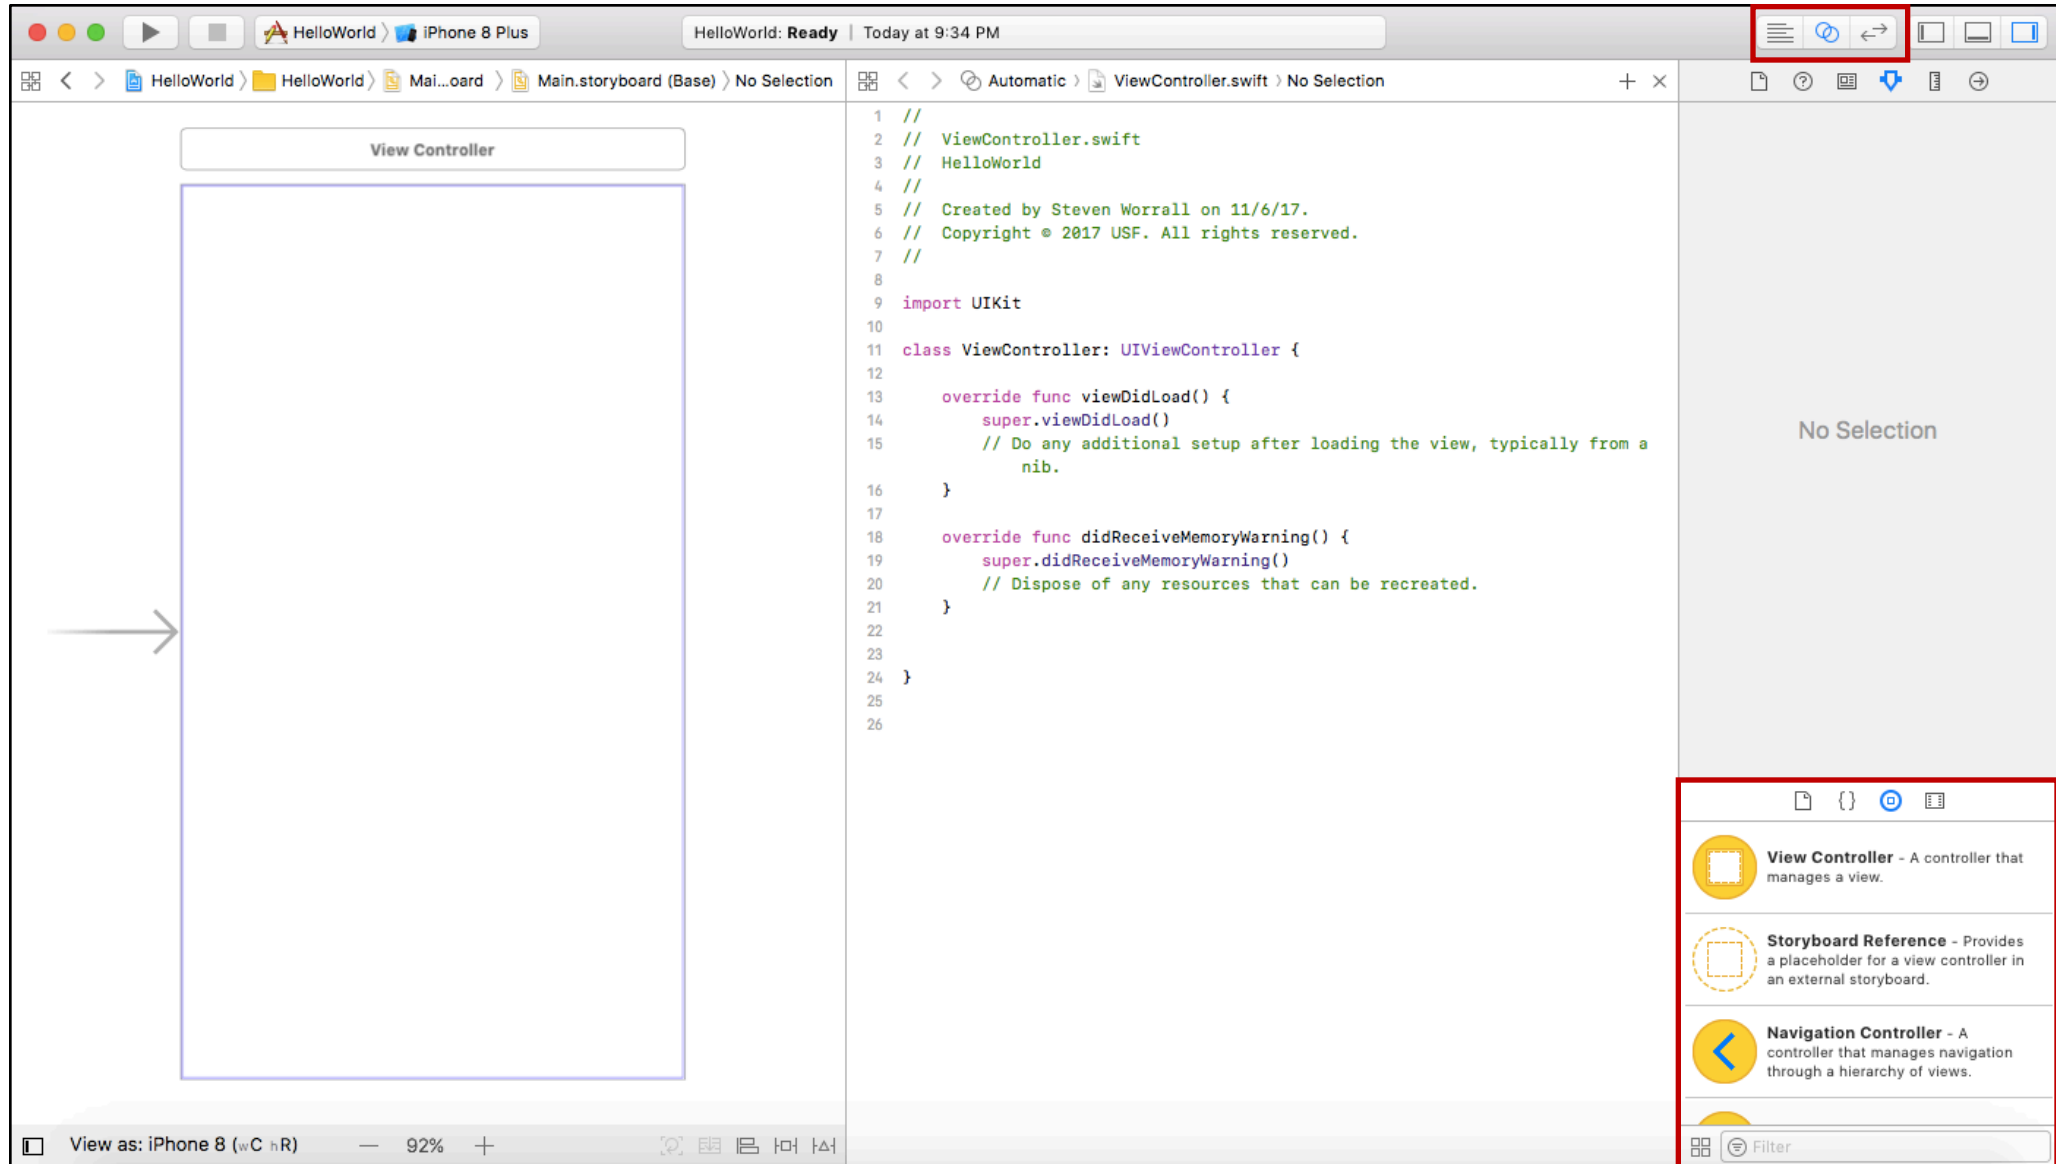 HelloWorld 〉 iPhone 8 Plus
HelloWorld: Ready | Today at 9:34 PM
HelloWorld 〉 HelloWorld 〉 Mai...oard 〉 Main.storyboard (Base) 〉 No Selection
Automatic 〉 ViewController.swift 〉 No Selection
View Controller
1 //
2 //  ViewController.swift
3 //  HelloWorld
4 //
5 //  Created by Steven Worrall on 11/6/17.
6 //  Copyright © 2017 USF. All rights reserved.
7 //
8
9 import UIKit
10
11 class ViewController: UIViewController {
12
13     override func viewDidLoad() {
14         super.viewDidLoad()
15         // Do any additional setup after loading the view, typically from a
nib.
16     }
17
18     override func didReceiveMemoryWarning() {
19         super.didReceiveMemoryWarning()
20         // Dispose of any resources that can be recreated.
21     }
22
23
24 }
25
26
View as: iPhone 8 (wC hR)
— 92% +
No Selection
{}
View Controller - A controller that
manages a view.
Storyboard Reference - Provides
a placeholder for a view controller in
an external storyboard.
Navigation Controller - A
controller that manages navigation
through a hierarchy of views.
Filter